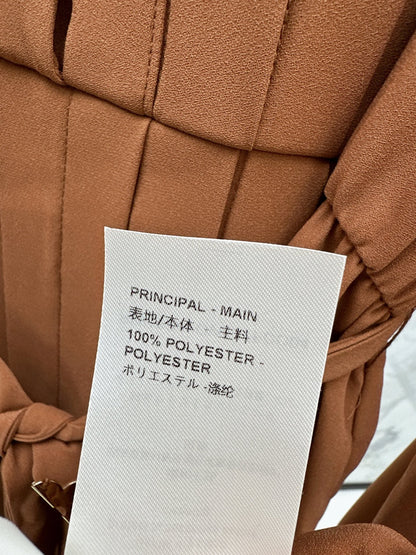 PRINCIPAL - MAIN
表地/本体 - 主料
100% POLYESTER -
POLYESTER
ポリエステル -涤纶